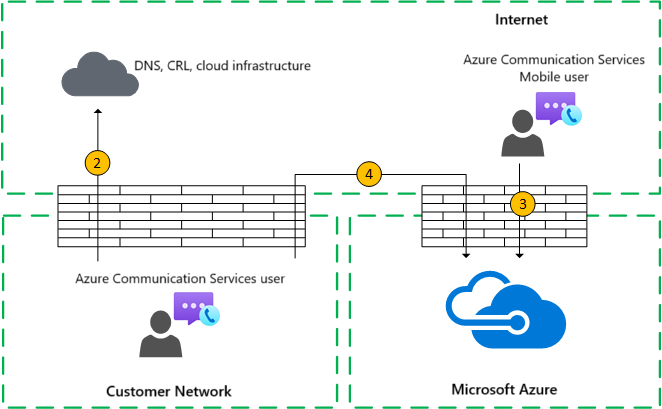 Internet
DNS, CRL, cloud infrastructure
Azure Communication Services
Mobile user
2
4
3
Azure Communication Services user
Customer Network
Microsoft Azure